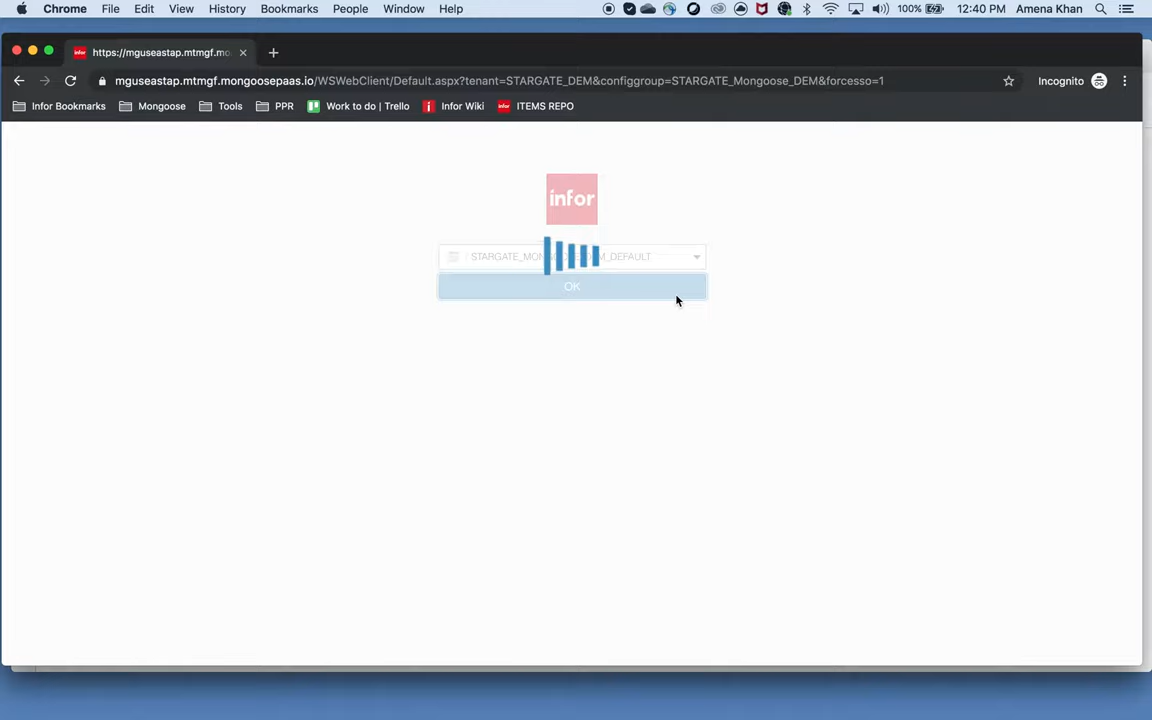 Chrome File Edit View History Bookmarks People Window Help 100% 12:40 PM Amena Khan
infor https://mguseastap.mtmgf.mo
mguseastap.mtmgf.mongoosepaas.io/WSWebClient/Default.aspx?tenant=STARGATE_DEM&configgroup=STARGATE_Mongoose_DEM&forcesso=1 Incognito
Infor Bookmarks Mongoose Tools PPR Work to do | Trello Infor Wiki infor ITEMS REPO
infor
OK